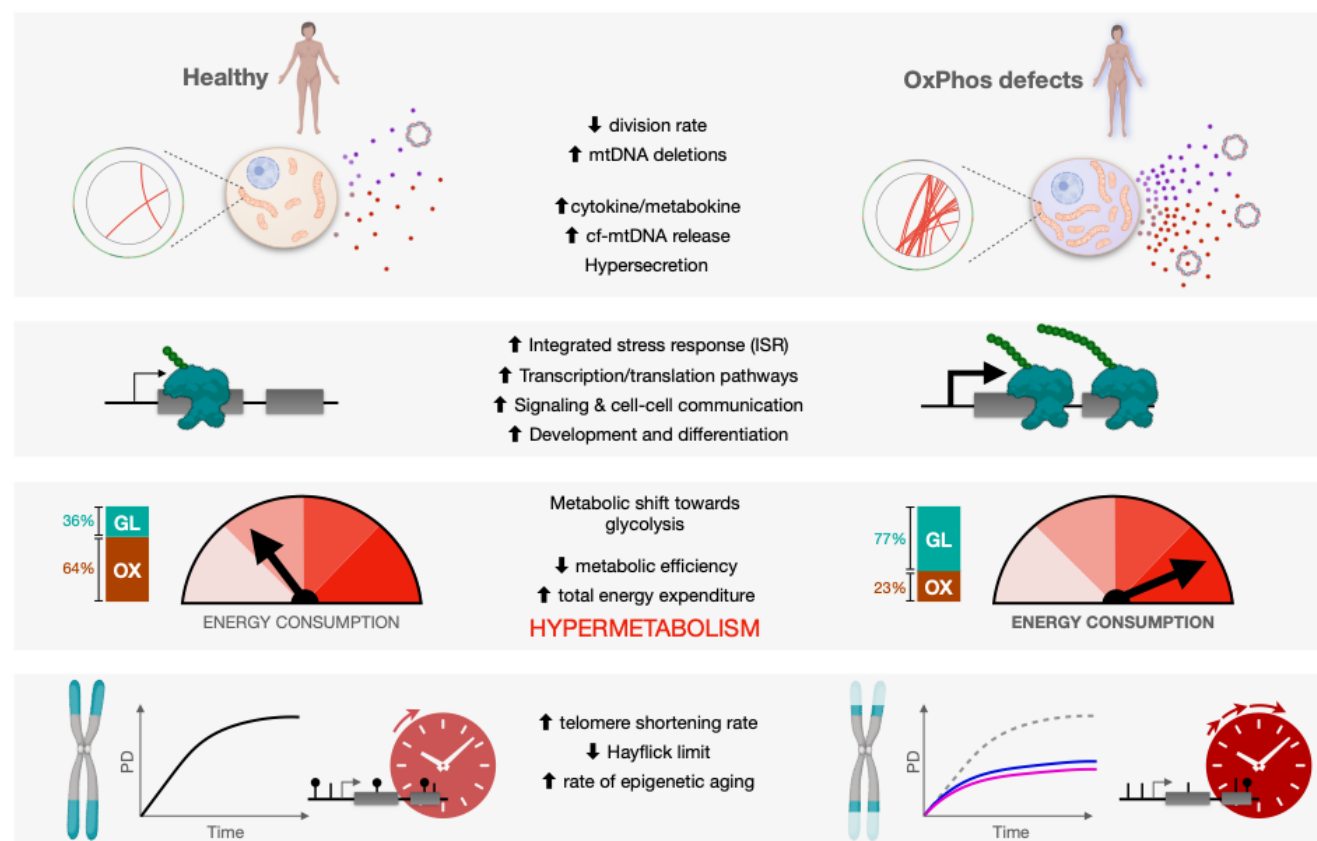 Healthy
OxPhos defects
⬇ division rate
⬆ mtDNA deletions
⬆cytokine/metabokine
⬆ cf-mtDNA release
Hypersecretion
⬆ Integrated stress response (ISR)
⬆ Transcription/translation pathways
⬆ Signaling & cell-cell communication
⬆ Development and differentiation
36% GL
64% OX
ENERGY CONSUMPTION
Metabolic shift towards
glycolysis
⬇ metabolic efficiency
⬆ total energy expenditure
HYPERMETABOLISM
77% GL
23% OX
ENERGY CONSUMPTION
PD
Time
⬆ telomere shortening rate
⬇ Hayflick limit
⬆ rate of epigenetic aging
PD
Time